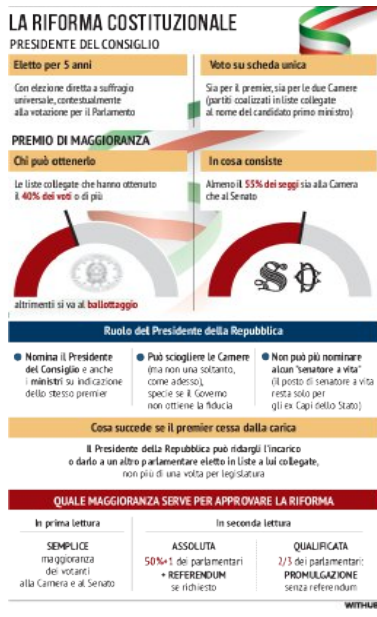 LA RIFORMA COSTITUZIONALE
PRESIDENTE DEL CONSIGLIO
Eletto per 5 anni
Con elezione diretta a suffragio
universale, contestualmente
alla votazione per il Parlamento
Voto su scheda unica
Sia per il premier, sia per le due Camere
(partiti coalizzati in liste collegate
al nome del candidato primo ministro)
PREMIO DI MAGGIORANZA
Chi può ottenerlo
Le liste collegate che hanno ottenuto
il 40% dei voti o di più
altrimenti si va al ballottaggio
In cosa consiste
Almeno il 55% dei seggi sia alla Camera
che al Senato
Ruolo del Presidente della Repubblica
Nomina il Presidente
del Consiglio e anche
i ministri su indicazione
dello stesso premier
Può sciogliere le Camere
(ma non una soltanto,
come adesso),
specie se il Governo
non ottiene la fiducia
Non può più nominare
alcun "senatore a vita"
(il posto di senatore a vita
resta solo per
gli ex Capi dello Stato)
Cosa succede se il premier cessa dalla carica
Il Presidente della Repubblica può ridargli l'incarico
o darlo a un altro parlamentare eletto in liste a lui collegate,
non più di una volta per legislatura
QUALE MAGGIORANZA SERVE PER APPROVARE LA RIFORMA
In prima lettura
SEMPLICE
maggioranza
dei votanti
alla Camera e al Senato
In seconda lettura
ASSOLUTA
50%+1 dei parlamentari
+ REFERENDUM
se richiesto
QUALIFICATA
2/3 dei parlamentari:
PROMULGAZIONE
senza referendum
WITHUB